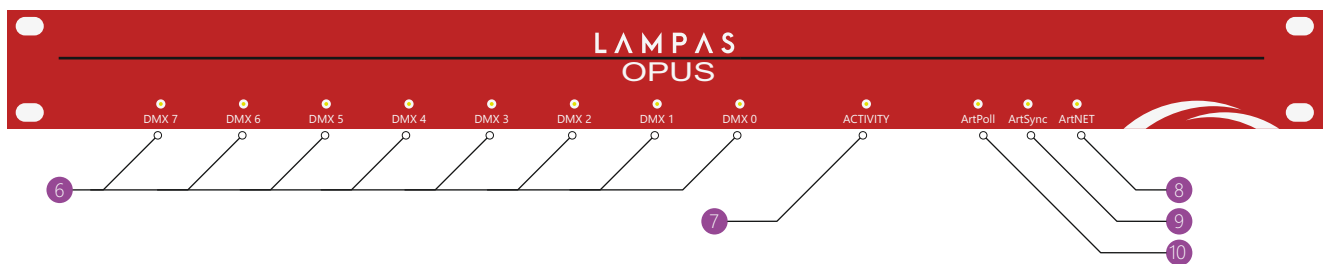 LAMPAS
OPUS
DMX 7 DMX 6 DMX 5 DMX 4 DMX 3 DMX 2 DMX 1 DMX 0 ACTIVITY ArtPoll ArtSync ArtNET
6 8
7 9
10